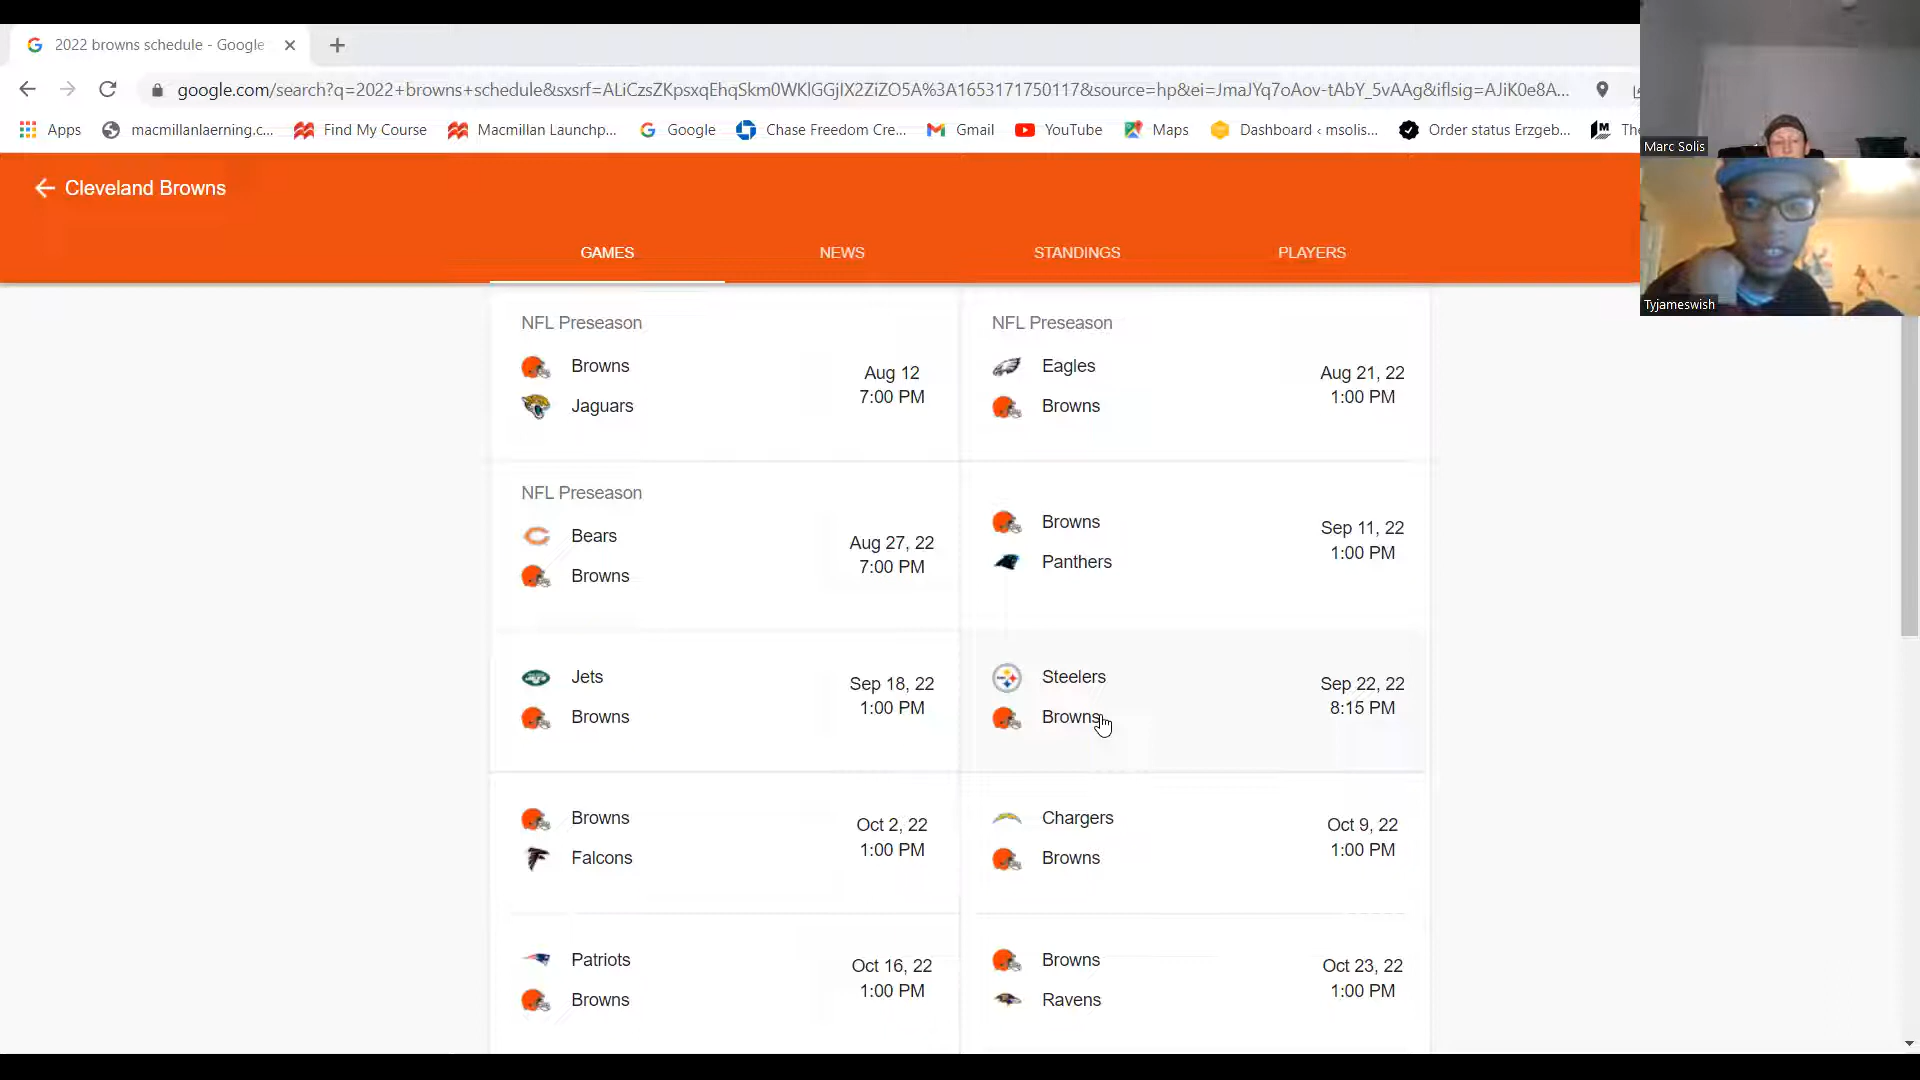 2022 browns schedule - Google
google.com/search?q=2022+browns+schedule&sxsrf=ALiCzsZKpsxqEhqSkm0WKlGGjlX2ZiZO5A%3A1653171750117&source=hp&ei=JmaJYq7oAov-tAbY_5vAAg&iflsig=AJiK0e8A...
Apps
macmillanlaerning.c...
Find My Course
Macmillan Launchp...
Google
Chase Freedom Cre...
Gmail
YouTube
Maps
Dashboard ‹ msolis...
Order status Erzgeb...
Marc Solis
Tyjameswish
Cleveland Browns
GAMES
NEWS
STANDINGS
PLAYERS
NFL Preseason
Browns
Jaguars
Aug 12
7:00 PM
NFL Preseason
Eagles
Browns
Aug 21, 22
1:00 PM
NFL Preseason
Bears
Browns
Aug 27, 22
7:00 PM
Browns
Panthers
Sep 11, 22
1:00 PM
Jets
Browns
Sep 18, 22
1:00 PM
Steelers
Browns
Sep 22, 22
8:15 PM
Browns
Falcons
Oct 2, 22
1:00 PM
Chargers
Browns
Oct 9, 22
1:00 PM
Patriots
Browns
Oct 16, 22
1:00 PM
Browns
Ravens
Oct 23, 22
1:00 PM